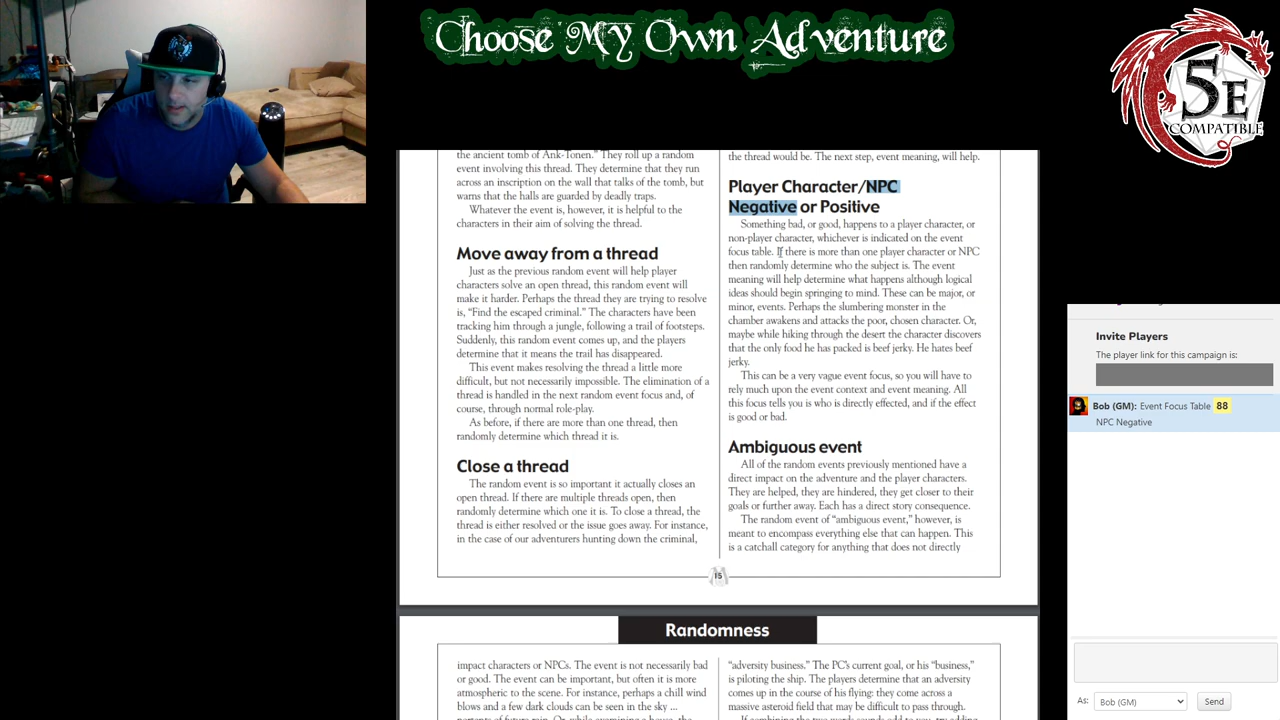 Choose My Own Adventure
5E
COMPATIBLE
the ancient tomb of Ank-Tonen." They roll up a random
event involving this thread. They determine that they run
across an inscription on the wall that talks of the tomb, but
warns that the halls are guarded by deadly traps.
Whatever the event is, however, it is helpful to the
characters in their aim of solving the thread.
Move away from a thread
Just as the previous random event will help player
characters solve an open thread, this random event will
make it harder. Perhaps the thread they are trying to resolve
is, "Find the escaped criminal." The characters have been
tracking him through a jungle, following a trail of footsteps.
Suddenly, this random event comes up, and the players
determine that it means the trail has disappeared.
This event makes resolving the thread a little more
difficult, but not necessarily impossible. The elimination of a
thread is handled in the next random event focus and, of
course, through normal role-play.
As before, if there are more than one thread, then
randomly determine which thread it is.
Close a thread
The random event is so important it actually closes an
open thread. If there are multiple threads open, then
randomly determine which one it is. To close a thread, the
thread is either resolved or the issue goes away. For instance,
in the case of our adventurers hunting down the criminal,
the thread would be. The next step, event meaning, will help.
Player Character/NPC
Negative or Positive
Something bad, or good, happens to a player character, or
non-player character, whichever is indicated on the event
focus table. If there is more than one player character or NPC
then randomly determine who the subject is. The event
meaning will help determine what happens although logical
ideas should begin springing to mind. These can be major, or
minor, events. Perhaps the slumbering monster in the
chamber awakens and attacks the poor, chosen character. Or,
maybe while hiking through the desert the character discovers
that the only food he has packed is beef jerky. He hates beef
jerky.
This can be a very vague event focus, so you will have to
rely much upon the event context and event meaning. All
this focus tells you is who is directly effected, and if the effect
is good or bad.
Ambiguous event
All of the random events previously mentioned have a
direct impact on the adventure and the player characters.
They are helped, they are hindered, they get closer to their
goals or further away. Each has a direct story consequence.
The random event of "ambiguous event," however, is
meant to encompass everything else that can happen. This
is a catchall category for anything that does not directly
15
Randomness
impact characters or NPCs. The event is not necessarily bad
or good. The event can be important, but often it is more
atmospheric to the scene. For instance, perhaps a chill wind
blows and a few dark clouds can be seen in the sky ...
portents of future rain. Or, while examining a house, the
"adversity business." The PC's current goal, or his "business,"
is piloting the ship. The players determine that an adversity
comes up in the course of his flying: they come across a
massive asteroid field that may be difficult to pass through.
If combining the two words sounds odd to you, try adding
Invite Players
The player link for this campaign is:
Bob (GM): Event Focus Table 88
NPC Negative
As: Bob (GM) Send